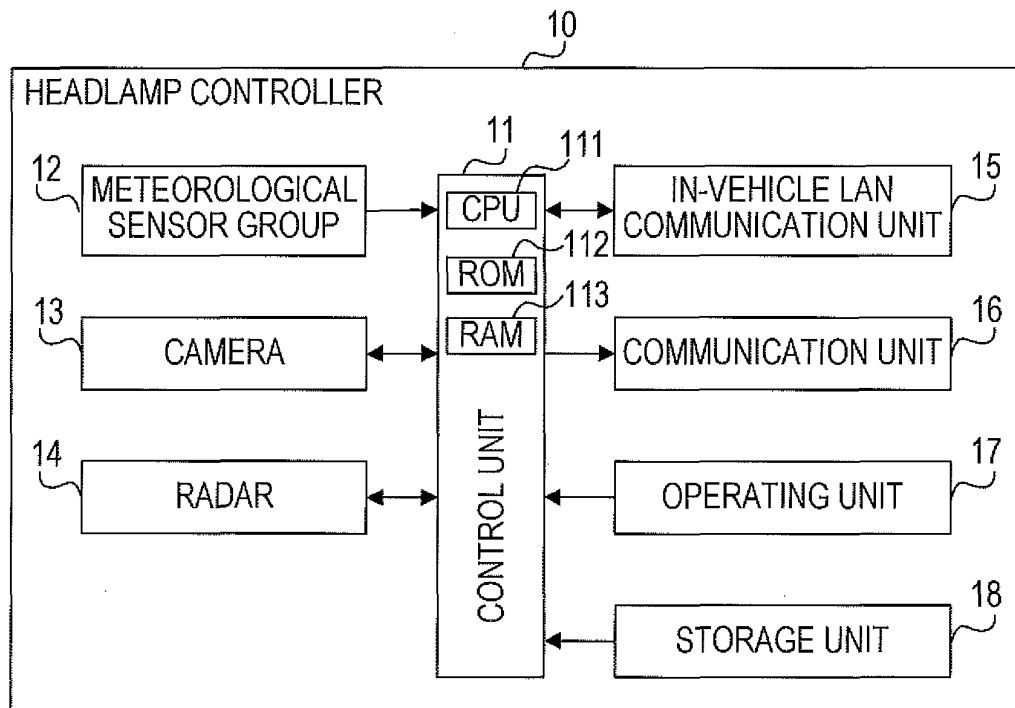 10
HEADLAMP CONTROLLER
12
METEOROLOGICAL
SENSOR GROUP
13
CAMERA
14
RADAR
11
111
CPU
112
ROM
113
RAM
CONTROL UNIT
15
IN-VEHICLE LAN
COMMUNICATION UNIT
16
COMMUNICATION UNIT
17
OPERATING UNIT
18
STORAGE UNIT